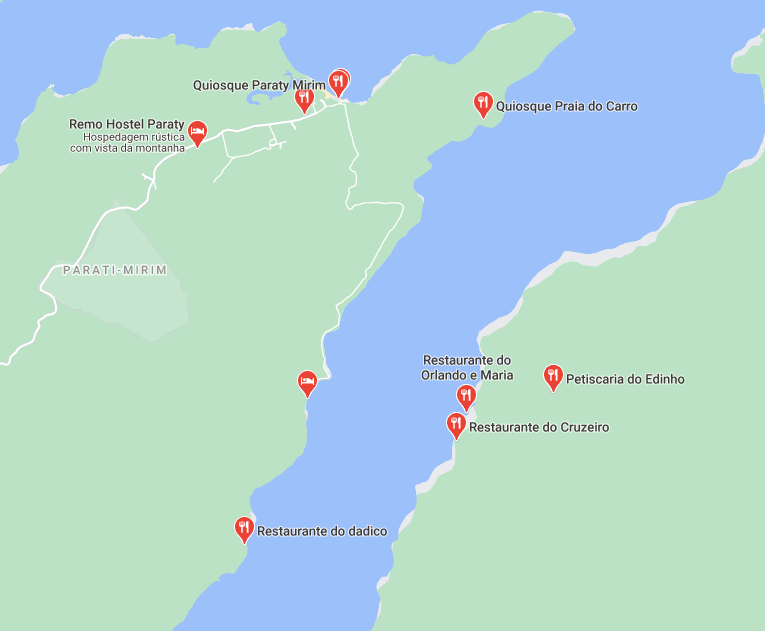 Quiosque Paraty Mirim
Quiosque Praia do Carro
Remo Hostel Paraty
Hospedagem rústica
com vista da montanha
PARATI-MIRIM
Restaurante do
Orlando e Maria
Petiscaria do Edinho
Restaurante do Cruzeiro
Restaurante do dadico